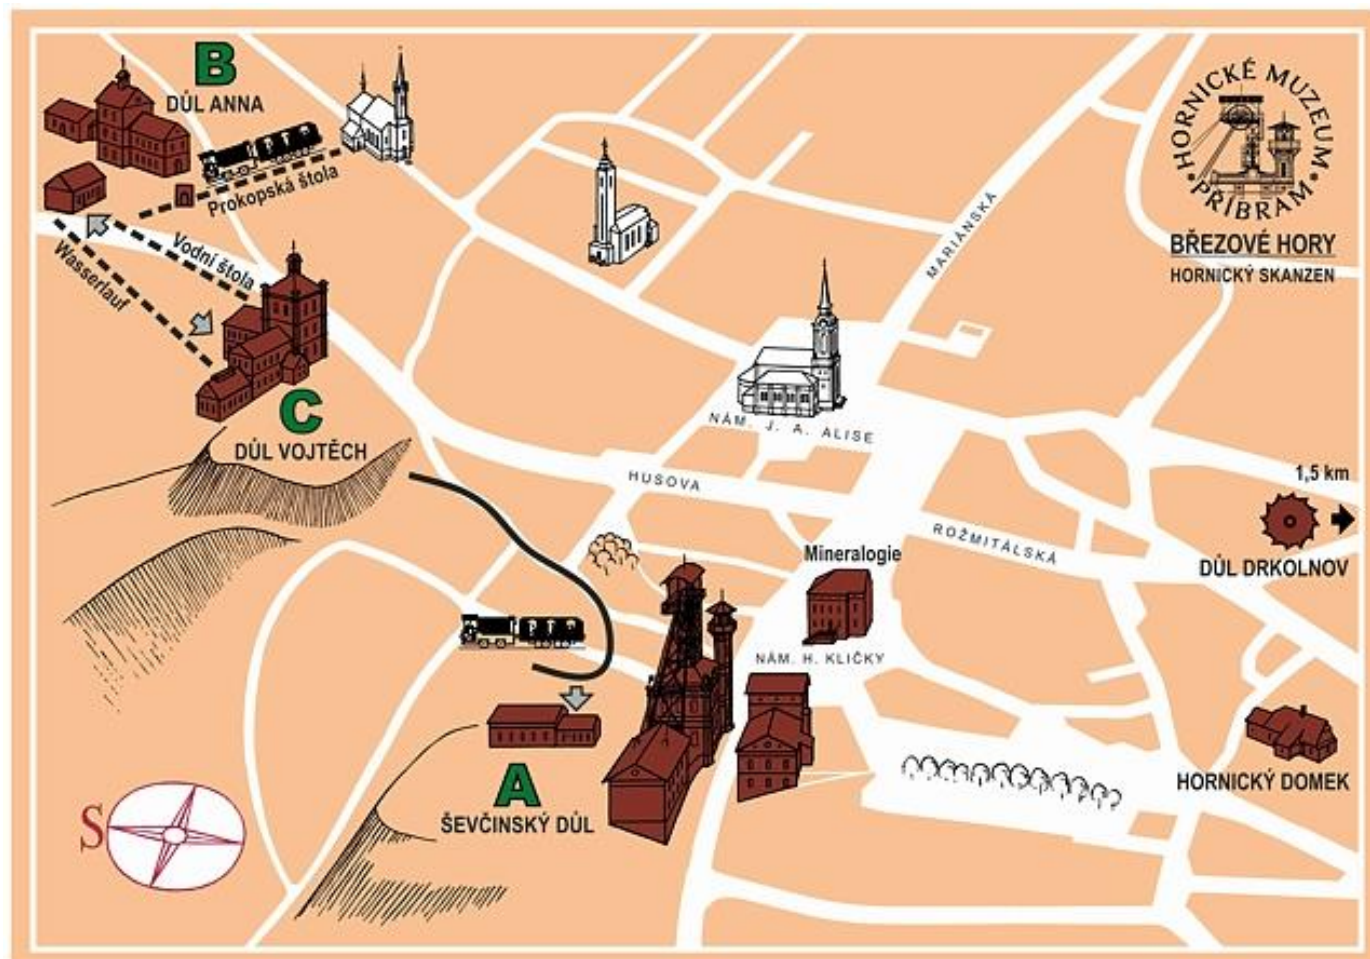 B
DŮL ANNA
Prokopská štola
Vodní štola
Wasserlauf
C
DŮL VOJTĚCH
MARIÁNSKÁ
HORNICKÉ MUZEUM
PŘÍBRAM
BŘEZOVÉ HORY
HORNICKÝ SKANZEN
NÁM. J. A. ALISE
HUSOVA
ROŽMITÁLSKÁ
1,5 km
DŮL DRKOLNOV
Mineralogie
NÁM. H. KLIČKY
A
ŠEVČINSKÝ DŮL
HORNICKÝ DOMEK
S